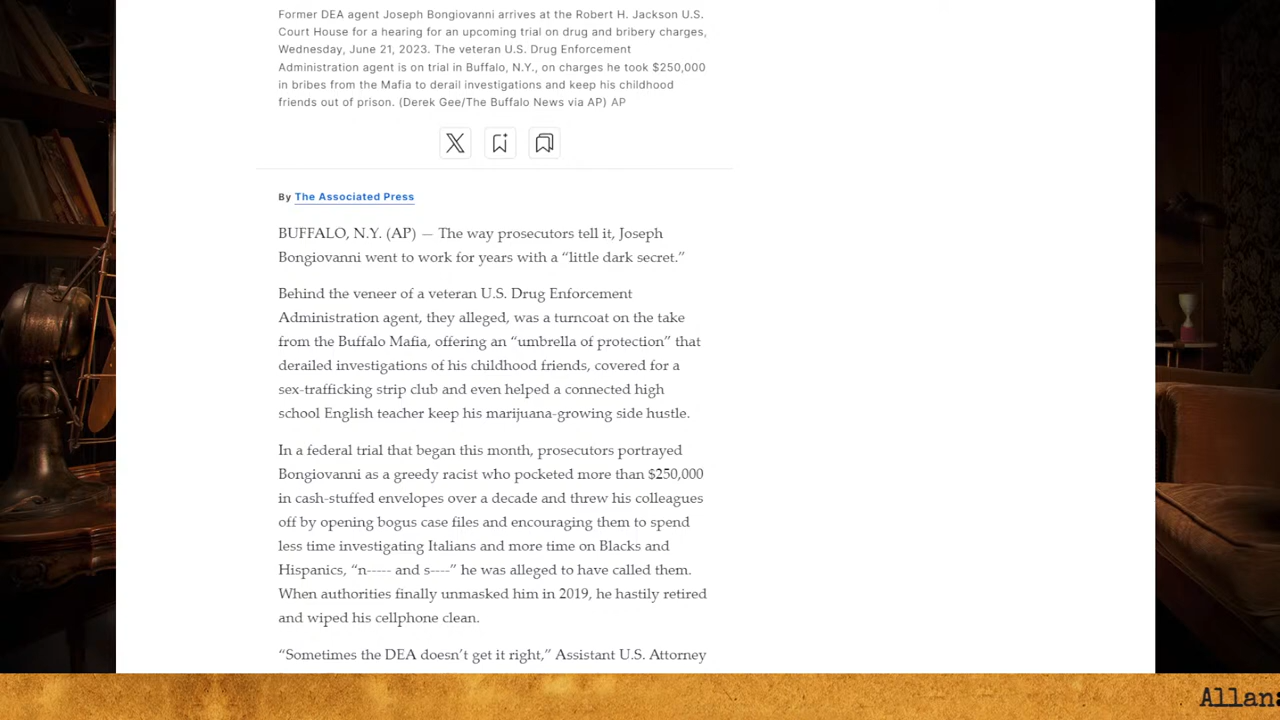 Former DEA agent Joseph Bongiovanni arrives at the Robert H. Jackson U.S.
Court House for a hearing for an upcoming trial on drug and bribery charges,
Wednesday, June 21, 2023. The veteran U.S. Drug Enforcement
Administration agent is on trial in Buffalo, N.Y., on charges he took $250,000
in bribes from the Mafia to derail investigations and keep his childhood
friends out of prison. (Derek Gee/The Buffalo News via AP) AP
By The Associated Press
BUFFALO, N.Y. (AP) — The way prosecutors tell it, Joseph
Bongiovanni went to work for years with a “little dark secret.”
Behind the veneer of a veteran U.S. Drug Enforcement
Administration agent, they alleged, was a turncoat on the take
from the Buffalo Mafia, offering an “umbrella of protection” that
derailed investigations of his childhood friends, covered for a
sex-trafficking strip club and even helped a connected high
school English teacher keep his marijuana-growing side hustle.
In a federal trial that began this month, prosecutors portrayed
Bongiovanni as a greedy racist who pocketed more than $250,000
in cash-stuffed envelopes over a decade and threw his colleagues
off by opening bogus case files and encouraging them to spend
less time investigating Italians and more time on Blacks and
Hispanics, “n----- and s----” he was alleged to have called them.
When authorities finally unmasked him in 2019, he hastily retired
and wiped his cellphone clean.
“Sometimes the DEA doesn’t get it right,” Assistant U.S. Attorney